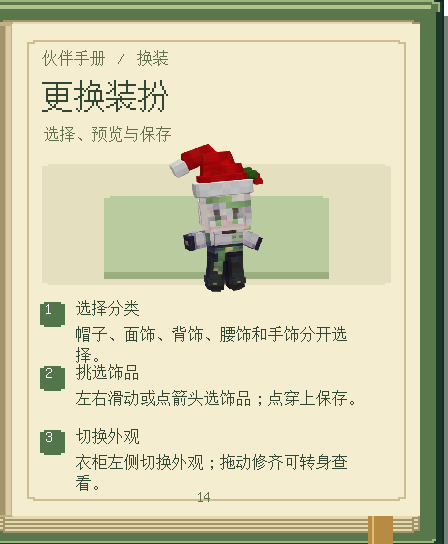 伙伴手册 / 换装
更换装扮
选择、预览与保存
1 选择分类
帽子、面饰、背饰、腰饰和手饰分开选
择。
2 挑选饰品
左右滑动或点箭头选饰品；点穿上保存。
3 切换外观
衣柜左侧切换外观；拖动修齐可转身查
看。
14